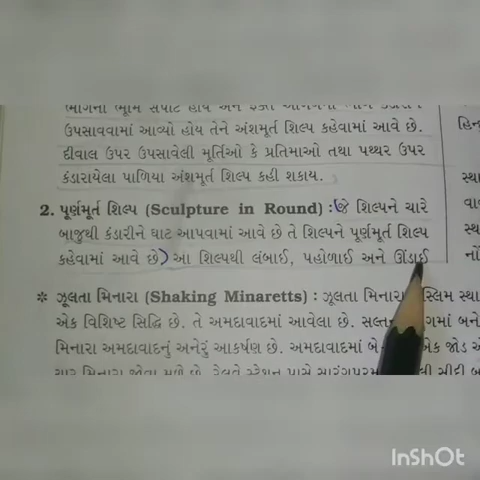 ઉપસાવવામાં આવ્યો હોય તેને અંશમૂર્ત શિલ્પ કહેવામાં આવે છે.
દીવાલ ઉપર ઉપસાવેલી મૂર્તિઓ કે પ્રતિમાઓ તથા પથ્થર ઉપર
કંડારાયેલા પાળિયા અંશમૂર્ત શિલ્પ કહી શકાય.
2. પૂર્ણમૂર્ત શિલ્પ (Sculpture in Round) : જે શિલ્પને ચારે
બાજુથી કંડારીને ઘાટ આપવામાં આવે છે તે શિલ્પને પૂર્ણમૂર્ત શિલ્પ
કહેવામાં આવે છે) આ શિલ્પથી લંબાઈ, પહોળાઈ અને ઊંડાઈ
* ઝૂલતા મિનારા (Shaking Minaretts) : ઝૂલતા મિનારા
એક વિશિષ્ટ સિદ્ધિ છે. તે અમદાવાદમાં આવેલા છે.
મિનારા અમદાવાદનું અનેરું આકર્ષણ છે. અમદાવાદમાં બે
InShOt